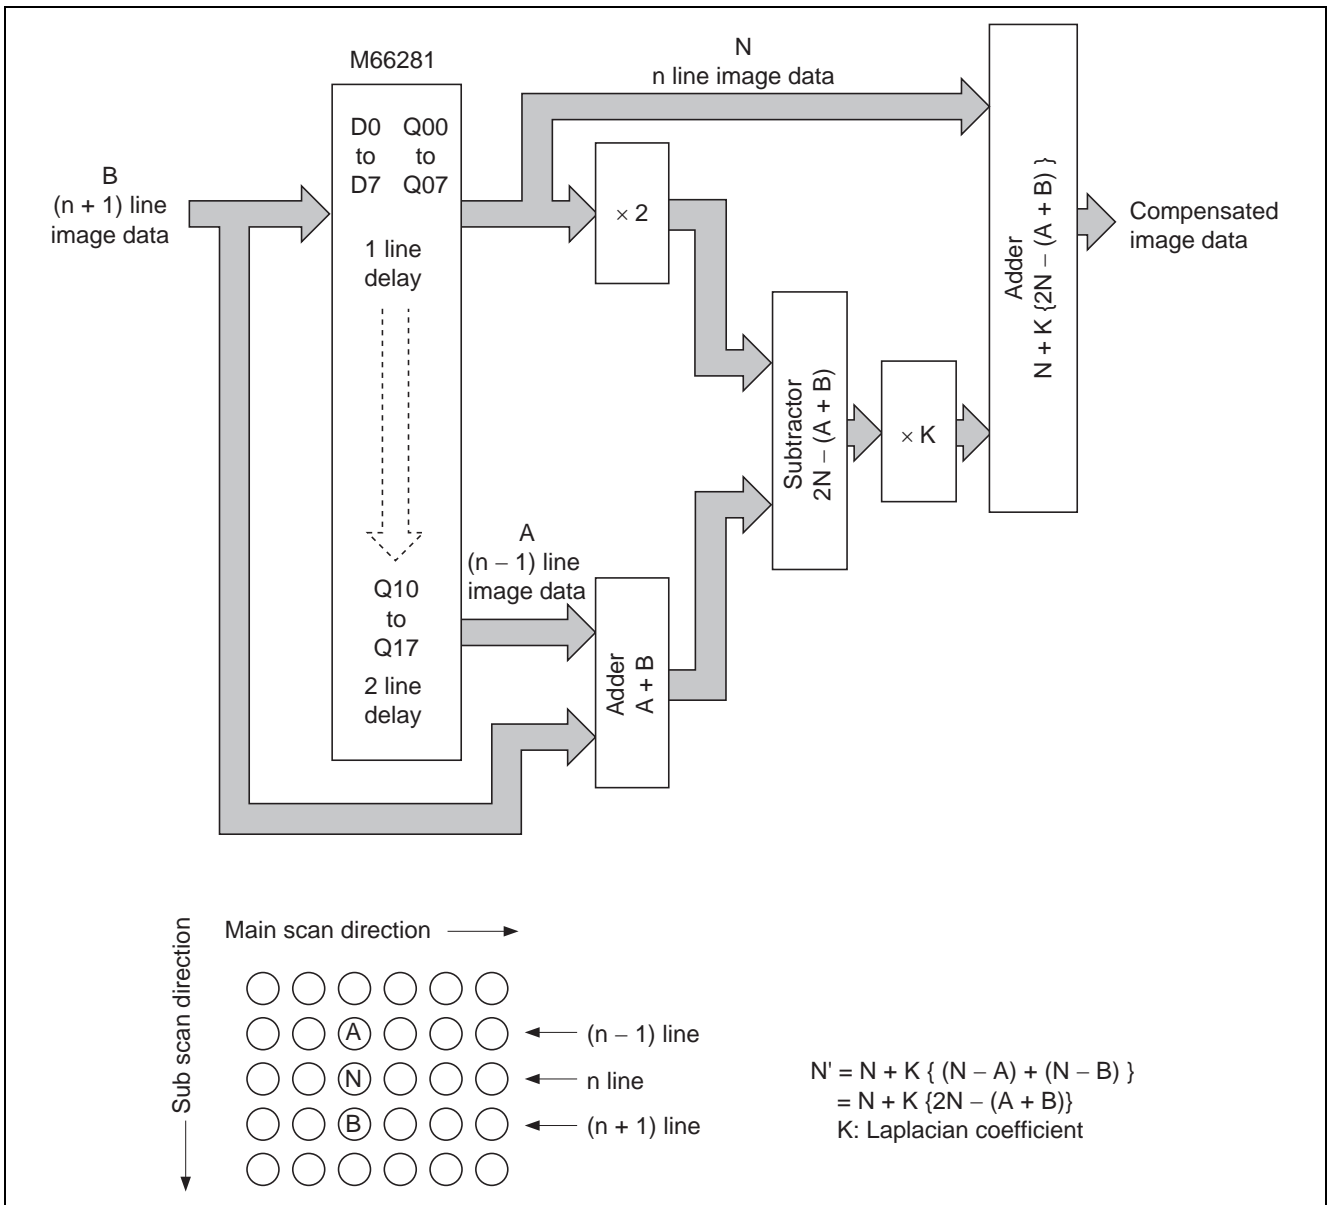 M66281
N
n line image data
D0 Q00
to to
D7 Q07
B
(n + 1) line
image data
1 line
delay
× 2
Adder
N + K {2N – (A + B) }
Compensated
image data
Subtractor
2N – (A + B)
× K
A
(n – 1) line
image data
Q10
to
Q17
2 line
delay
Adder
A + B
Main scan direction
Sub scan direction
A
(n – 1) line
N
n line
B
(n + 1) line
N' = N + K { (N – A) + (N – B) }
= N + K {2N – (A + B)}
K: Laplacian coefficient